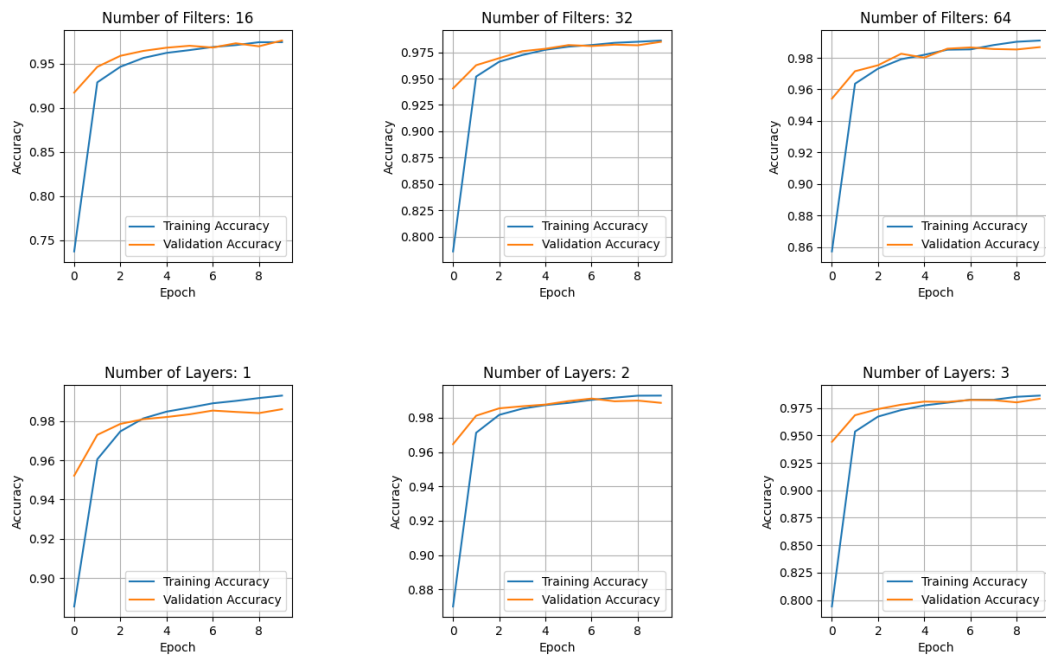 Number of Filters: 16
0.95
0.90
0.85
0.80
0.75
Accuracy
0 2 4 6 8
Epoch
Training Accuracy
Validation Accuracy
Number of Filters: 32
0.975
0.950
0.925
0.900
0.875
0.850
0.825
0.800
Accuracy
0 2 4 6 8
Epoch
Training Accuracy
Validation Accuracy
Number of Filters: 64
0.98
0.96
0.94
0.92
0.90
0.88
0.86
Accuracy
0 2 4 6 8
Epoch
Training Accuracy
Validation Accuracy
Number of Layers: 1
0.98
0.96
0.94
0.92
0.90
Accuracy
0 2 4 6 8
Epoch
Training Accuracy
Validation Accuracy
Number of Layers: 2
0.98
0.96
0.94
0.92
0.90
0.88
Accuracy
0 2 4 6 8
Epoch
Training Accuracy
Validation Accuracy
Number of Layers: 3
0.975
0.950
0.925
0.900
0.875
0.850
0.825
0.800
Accuracy
0 2 4 6 8
Epoch
Training Accuracy
Validation Accuracy